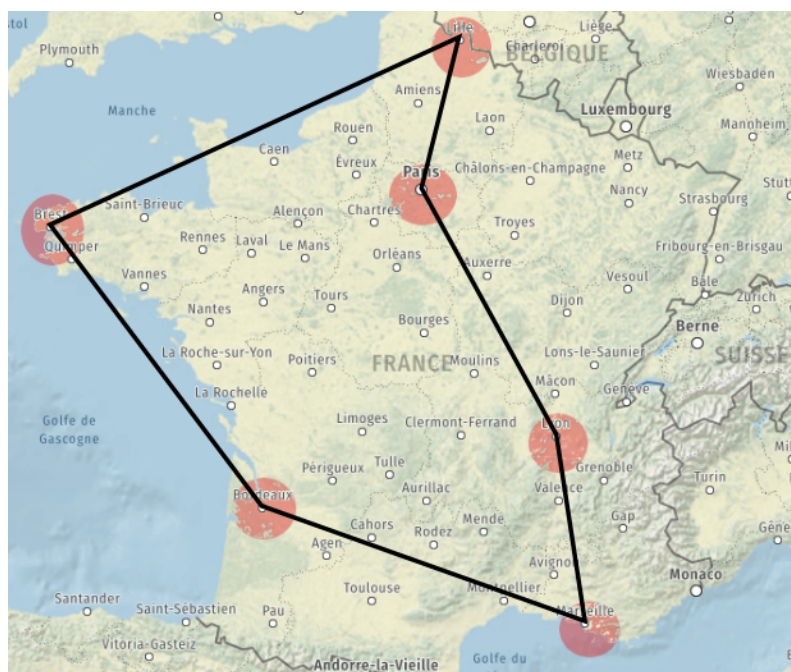 stol
Plymouth
Lille
Liège
Charleroi
BELGIQUE
Wiesbaden
Amiens
Manche
Luxembourg
Laon
Mannheim
Rouen
Caen
Évreux
Paris
Châlons-en-Champagne
Metz
Nancy
Stutt
Saint-Brieuc
Brest
Alençon
Chartres
Strasbourg
Troyes
Quimper
Rennes
Laval
Le Mans
Orléans
Fribourg-en-Brisgau
Auxerre
Vannes
Vesoul
Bâle
Angers
Tours
Dijon
Zurich
Nantes
Bourges
Berne
La Roche-sur-Yon
Poitiers
FRANCE
Moulins
Lons-le-Saunier
SUISSE
Mâcon
Genève
La Rochelle
Golfe de
Gascogne
Limoges
Clermont-Ferrand
Lyon
Périgueux
Tulle
Grenoble
Turin
Mil
Bordeaux
Aurillac
Valence
Gap
Cahors
Rodez
Mende
Gêne
Agen
Avignon
Monaco
Toulouse
Montpellier
Santander
Saint-Sébastien
Pau
Marseille
Vitoria-Gasteiz
Andorre-la-Vieille
Golfe du